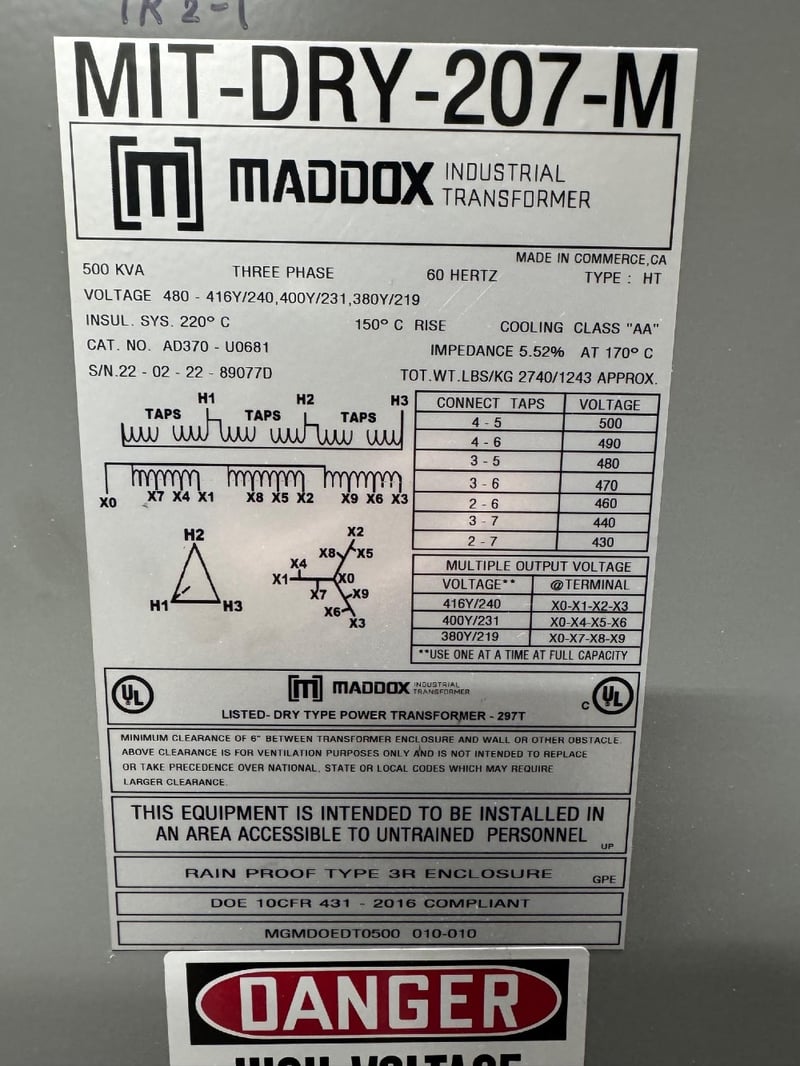 TR2-1
MIT-DRY-207-M
[m] MADDOX INDUSTRIAL TRANSFORMER
MADE IN COMMERCE,CA
500 KVA THREE PHASE 60 HERTZ TYPE : HT
VOLTAGE 480 - 416Y/240,400Y/231,380Y/219
INSUL. SYS. 220º C 150º C RISE COOLING CLASS "AA"
CAT. NO. AD370 - U0681 IMPEDANCE 5.52% AT 170º C
S/N.22 - 02 - 22 - 89077D TOT.WT.LBS/KG 2740/1243 APPROX.
H1 H2 H3
TAPS TAPS TAPS
X0 X7 X4 X1 X8 X5 X2 X9 X6 X3
H2
H1 H3
X2
X8 X5
X4
X1 X0
X7 X9
X6
X3
CONNECT TAPS VOLTAGE
4 - 5 500
4 - 6 490
3 - 5 480
3 - 6 470
2 - 6 460
3 - 7 440
2 - 7 430
MULTIPLE OUTPUT VOLTAGE
VOLTAGE** @TERMINAL
416Y/240 X0-X1-X2-X3
400Y/231 X0-X4-X5-X6
380Y/219 X0-X7-X8-X9
**USE ONE AT A TIME AT FULL CAPACITY
UL [m] MADDOX INDUSTRIAL TRANSFORMER c UL
LISTED- DRY TYPE POWER TRANSFORMER - 297T
MINIMUM CLEARANCE OF 6" BETWEEN TRANSFORMER ENCLOSURE AND WALL OR OTHER OBSTACLE.
ABOVE CLEARANCE IS FOR VENTILATION PURPOSES ONLY AND IS NOT INTENDED TO REPLACE
OR TAKE PRECEDENCE OVER NATIONAL, STATE OR LOCAL CODES WHICH MAY REQUIRE
LARGER CLEARANCE.
THIS EQUIPMENT IS INTENDED TO BE INSTALLED IN
AN AREA ACCESSIBLE TO UNTRAINED PERSONNEL
UP
RAIN PROOF TYPE 3R ENCLOSURE GPE
DOE 10CFR 431 - 2016 COMPLIANT
MGMDOEDT0500 010-010
DANGER
HIGH VOLTAGE